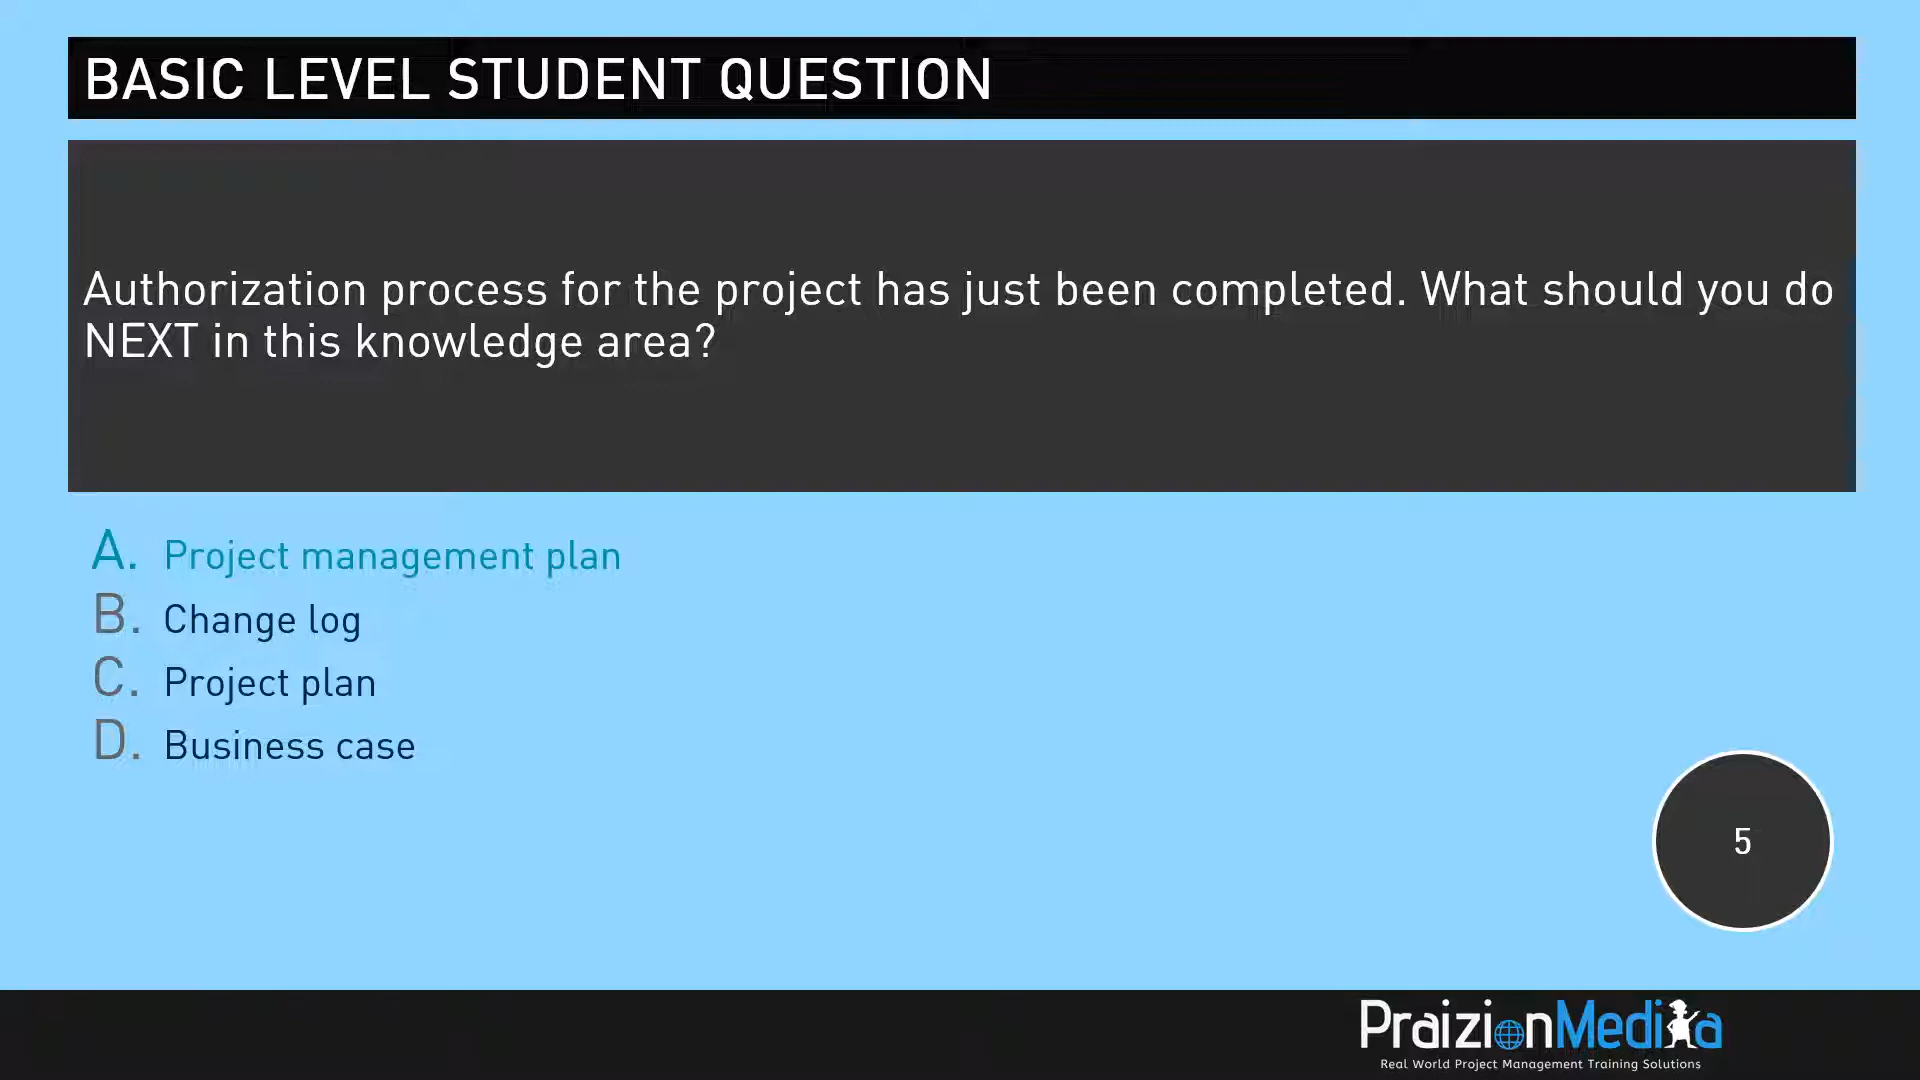 BASIC LEVEL STUDENT QUESTION
Authorization process for the project has just been completed. What should you do
NEXT in this knowledge area?
A. Project management plan
B. Change log
C. Project plan
D. Business case
5
PraizionMedia
Real World Project Management Training Solutions